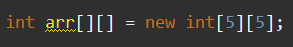 int arr[][] = new int[5][5];